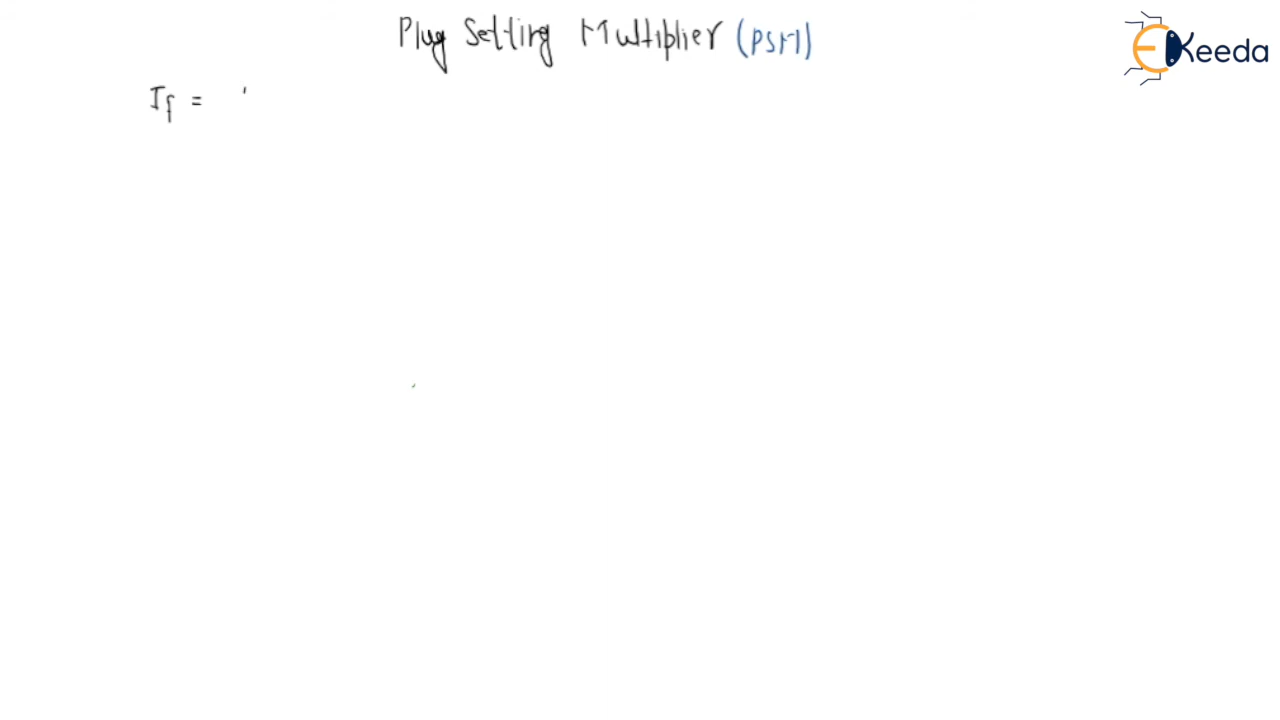 Plug Setting Multiplier (PSM)
EKeeda
If =